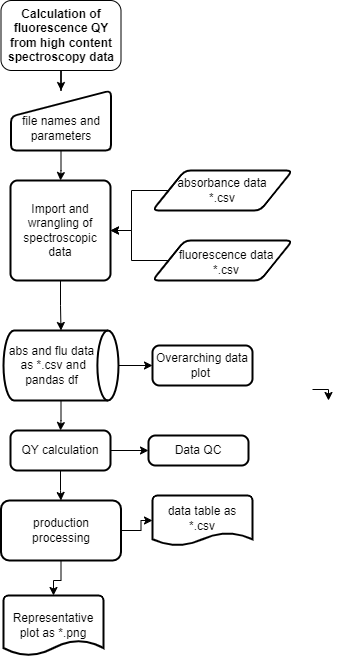 Calculation of
fluorescence QY
from high content
spectroscopy data
file names and
parameters
absorbance data
*.csv
Import and
wrangling of
spectroscopic
data
fluorescence data
*.csv
abs and flu data
as *.csv and
pandas df
Overarching data
plot
QY calculation
Data QC
data table as
*.csv
production
processing
Representative
plot as *.png